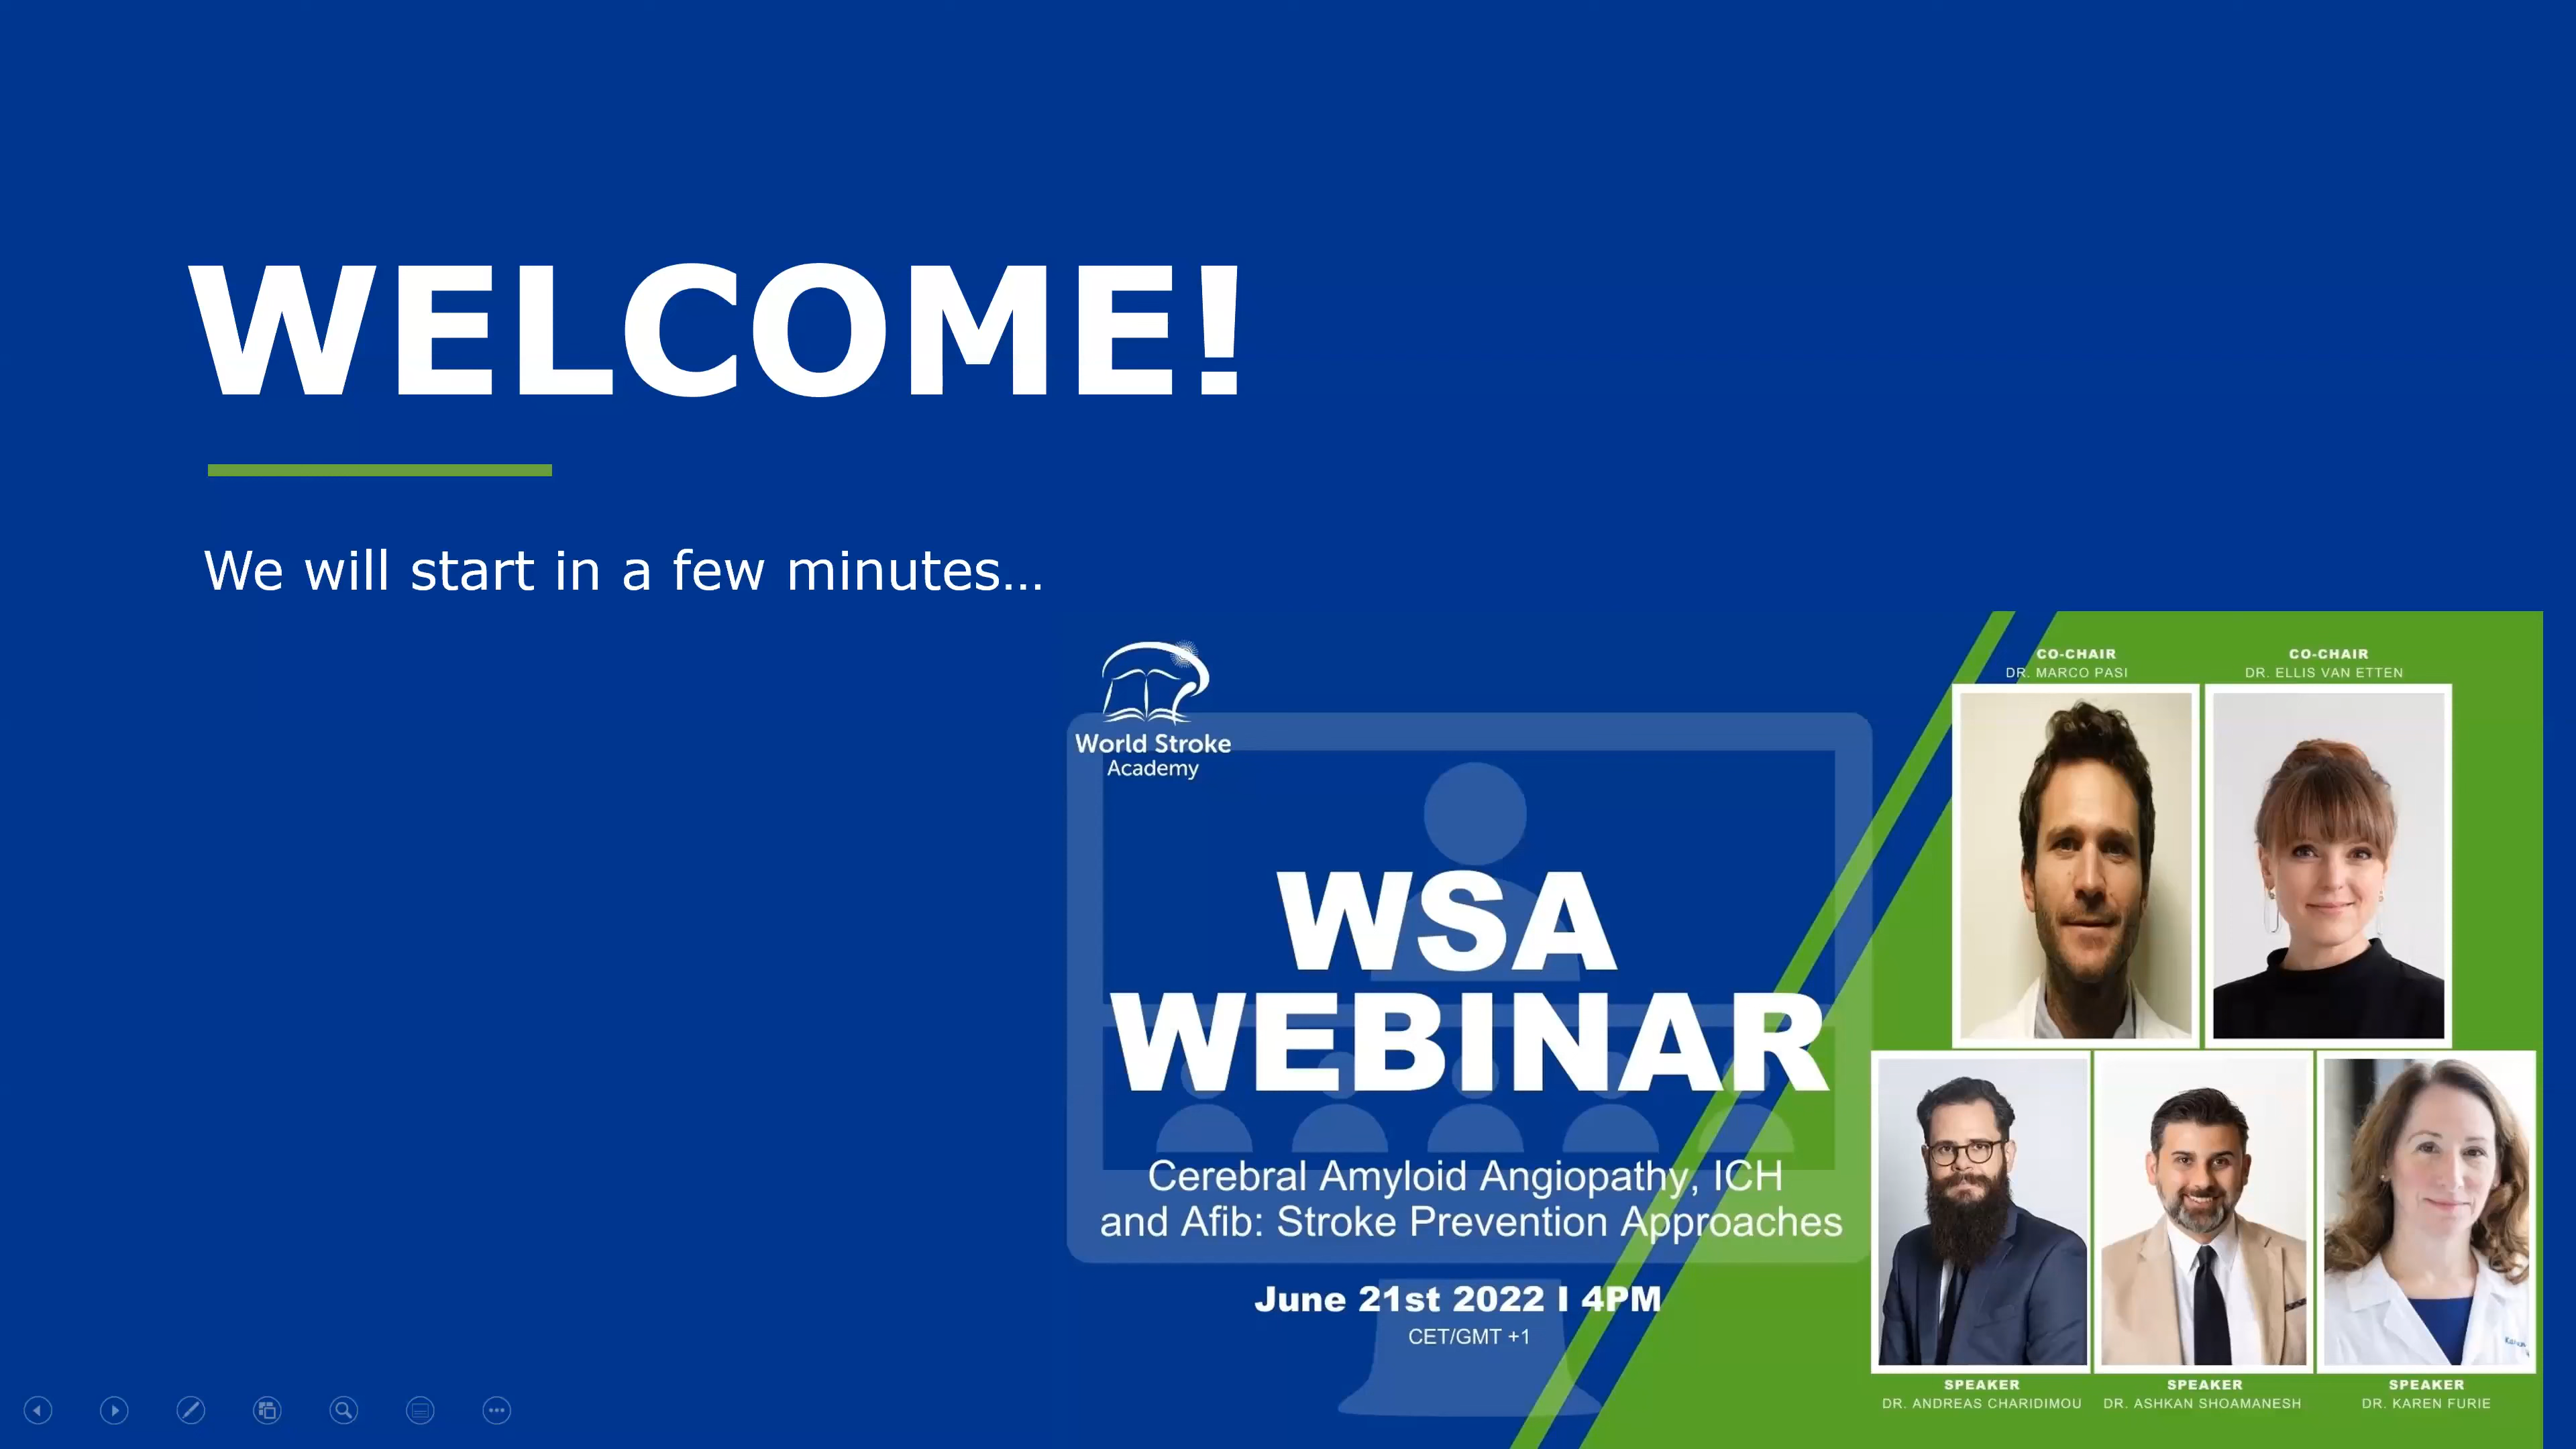 WELCOME!
We will start in a few minutes...
World Stroke
Academy
WSA
WEBINAR
Cerebral Amyloid Angiopathy, ICH
and Afib: Stroke Prevention Approaches
June 21st 2022 I 4PM
CET/GMT +1
CO-CHAIR
DR. MARCO PASI
CO-CHAIR
DR. ELLIS VAN ETTEN
SPEAKER
DR. ANDREAS CHARIDIMOU
SPEAKER
DR. ASHKAN SHOAMANESH
SPEAKER
DR. KAREN FURIE